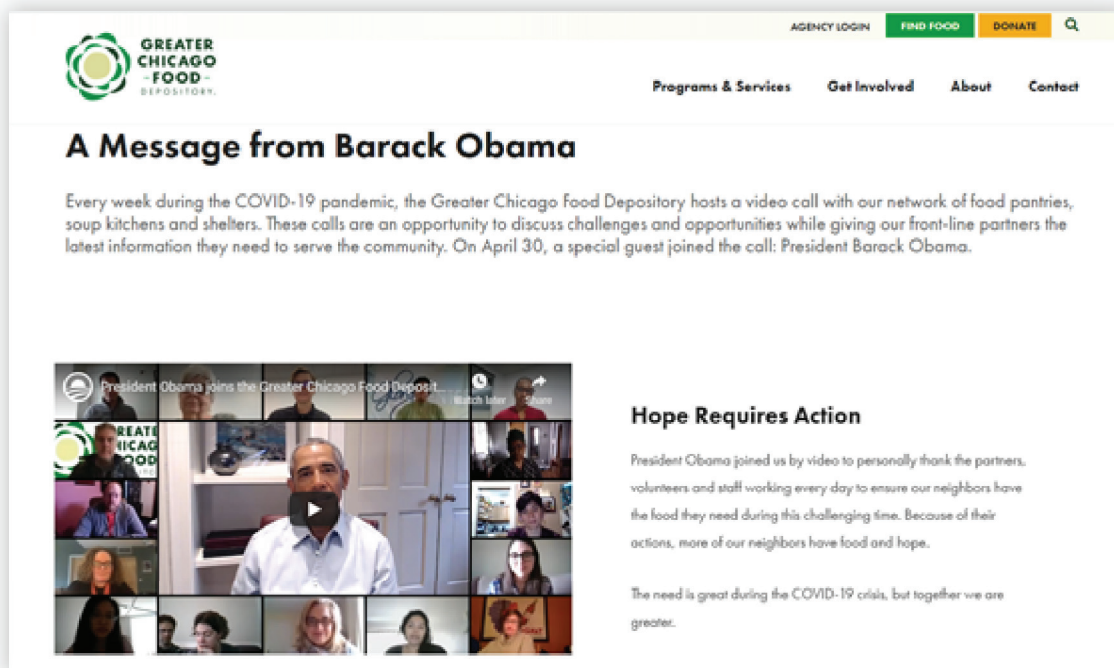 AGENCY LOGIN FIND FOOD DONATE
GREATER
CHICAGO
-FOOD-
DEPOSITORY.
Programs & Services Get Involved About Contact
A Message from Barack Obama
Every week during the COVID-19 pandemic, the Greater Chicago Food Depository hosts a video call with our network of food pantries,
soup kitchens and shelters. These calls are an opportunity to discuss challenges and opportunities while giving our front-line partners the
latest information they need to serve the community. On April 30, a special guest joined the call: President Barack Obama.
President Obama joins the Greater Chicago Food Deposit...
Watch later Share
Hope Requires Action
President Obama joined us by video to personally thank the partners,
volunteers and staff working every day to ensure our neighbors have
the food they need during this challenging time. Because of their
actions, more of our neighbors have food and hope.
The need is great during the COVID-19 crisis, but together we are
greater.